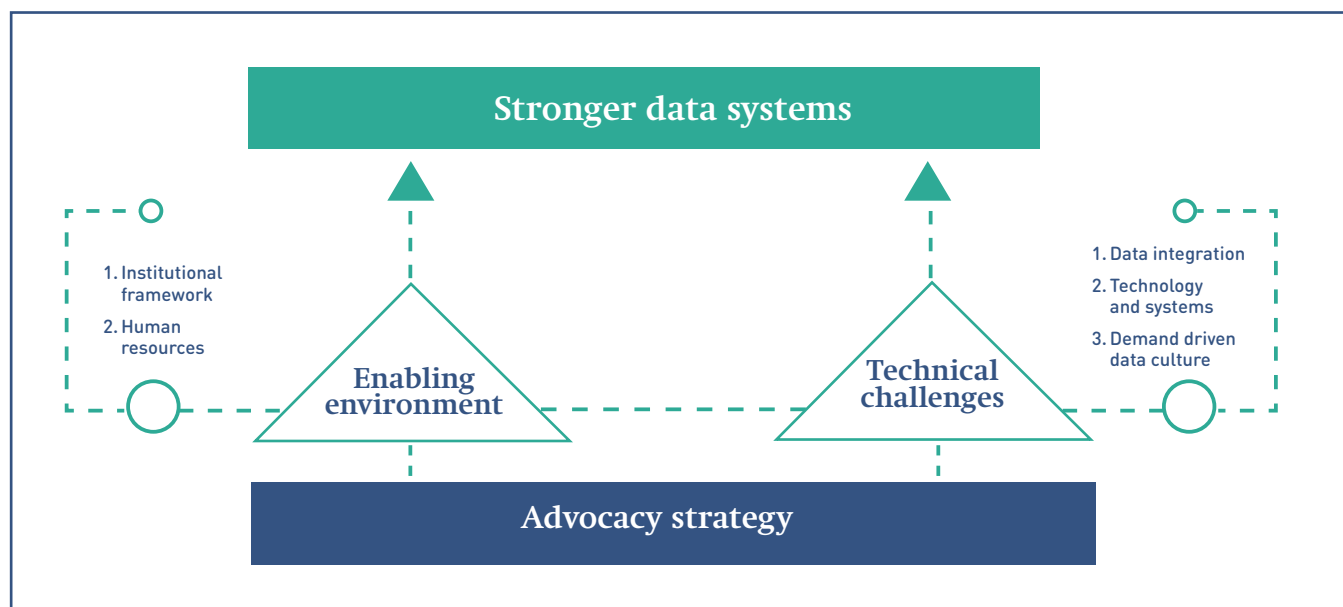 Stronger data systems
1. Institutional
framework
2. Human
resources
1. Data integration
2. Technology
and systems
3. Demand driven
data culture
Enabling
environment
Technical
challenges
Advocacy strategy